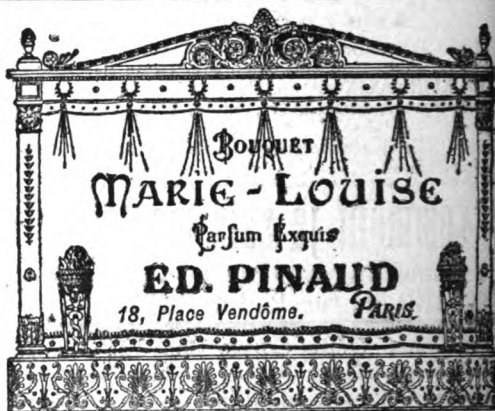 Bouquet
Marie-Louise
Parfum Exquis
ED. PINAUD
18, Place Vendôme. Paris